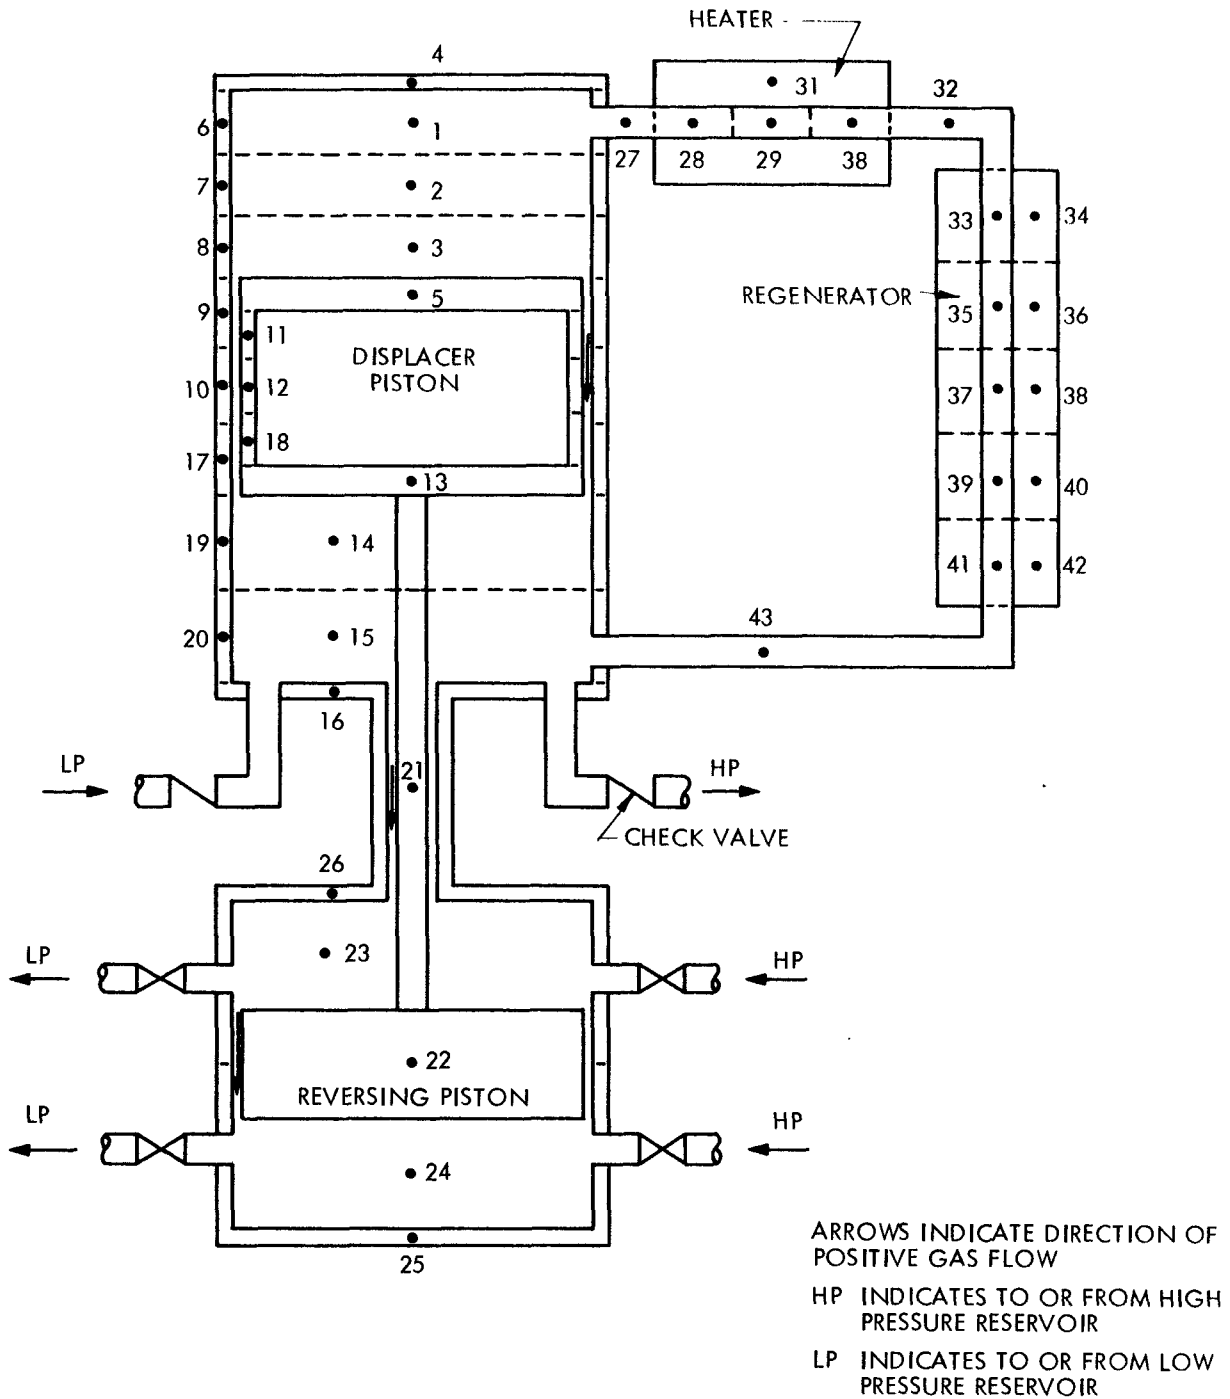 HEATER
4
31
32
6
1
27
28
29
38
7
2
8
3
33
34
5
REGENERATOR
35
36
9
11
DISPLACER
PISTON
10
12
37
38
18
17
13
39
40
19
14
41
42
20
15
43
16
LP
21
HP
CHECK VALVE
26
LP
23
HP
22
REVERSING PISTON
LP
HP
24
25
ARROWS INDICATE DIRECTION OF
POSITIVE GAS FLOW
HP INDICATES TO OR FROM HIGH
PRESSURE RESERVOIR
LP INDICATES TO OR FROM LOW
PRESSURE RESERVOIR